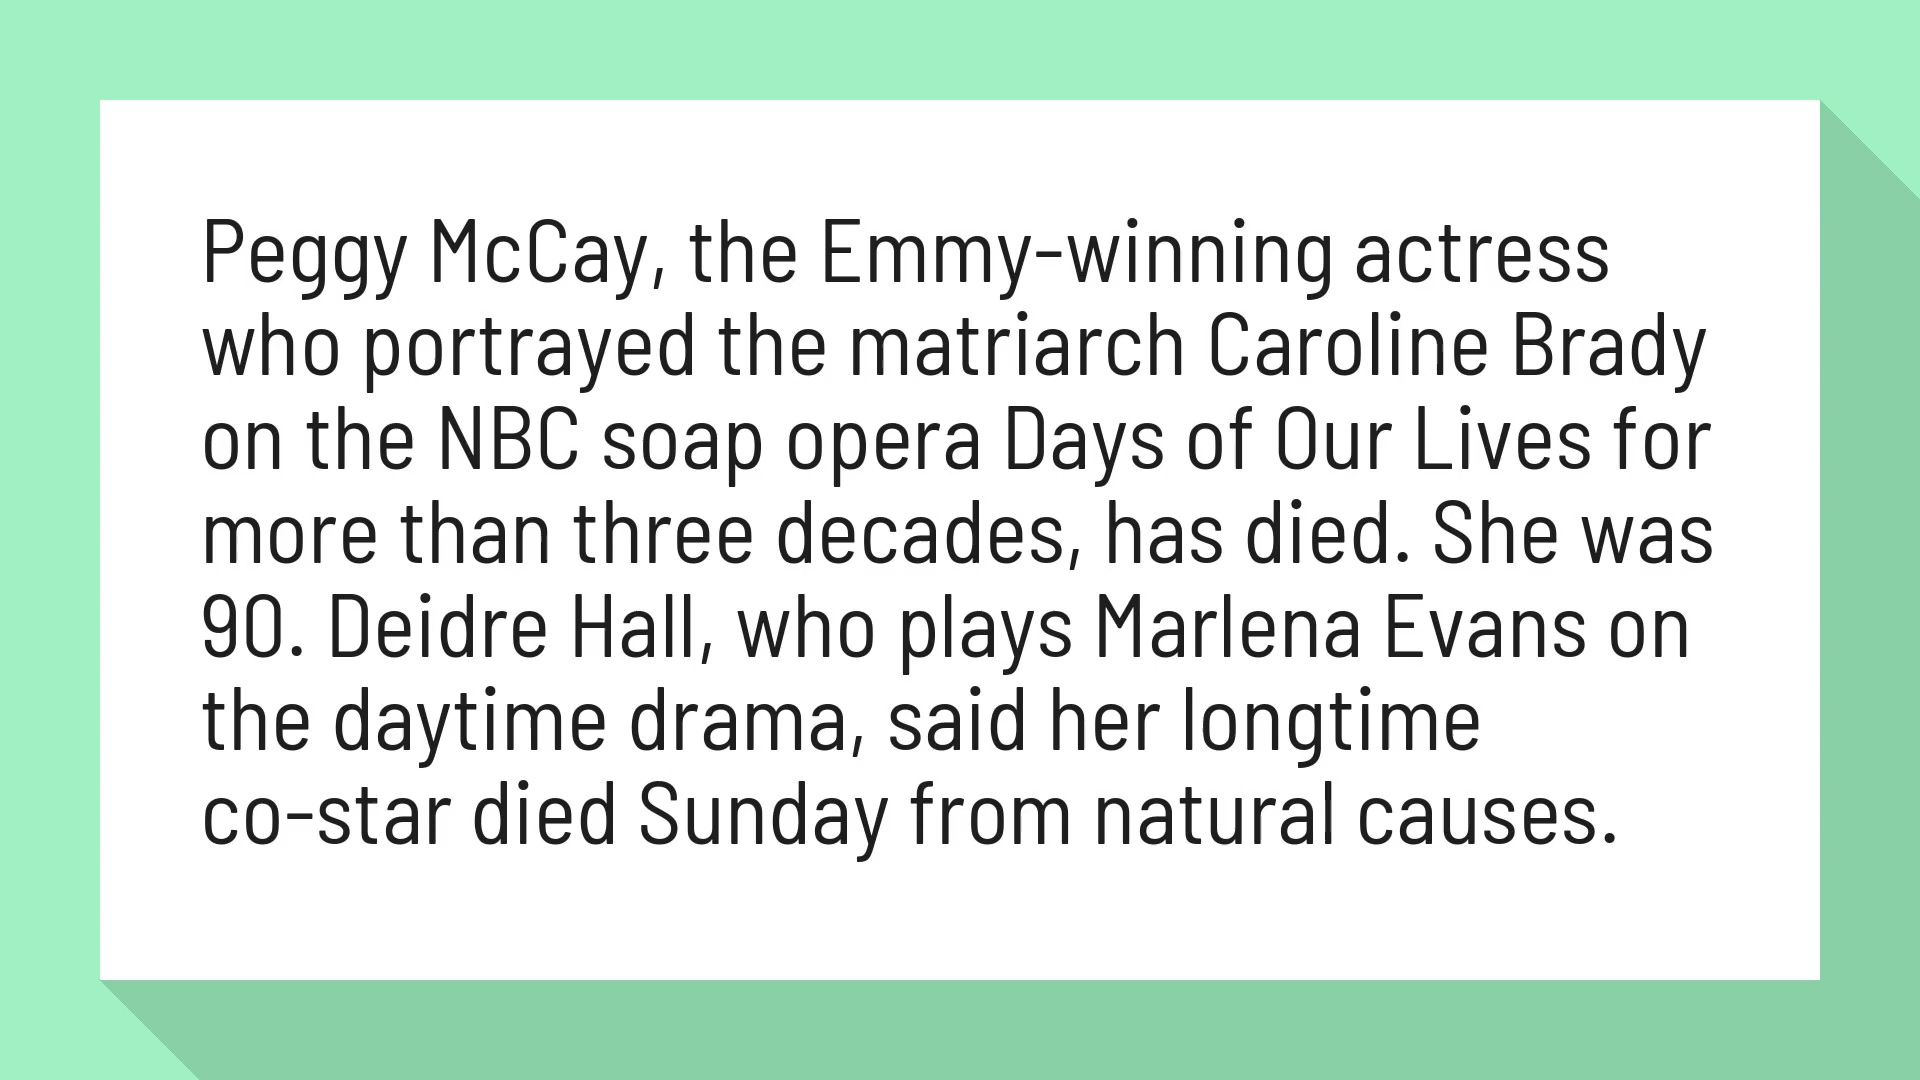 Peggy McCay, the Emmy-winning actress
who portrayed the matriarch Caroline Brady
on the NBC soap opera Days of Our Lives for
more than three decades, has died. She was
90. Deidre Hall, who plays Marlena Evans on
the daytime drama, said her longtime
co-star died Sunday from natural causes.